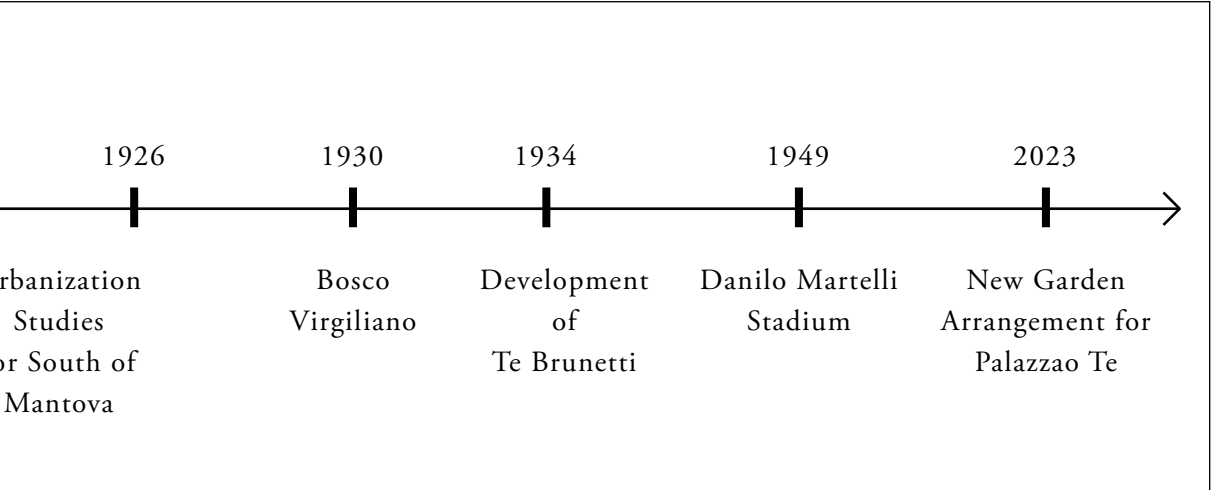 1926
1930
1934
1949
2023
rbanization
Studies
or South of
Mantova
Bosco
Virgiliano
Development
of
Te Brunetti
Danilo Martelli
Stadium
New Garden
Arrangement for
Palazzao Te